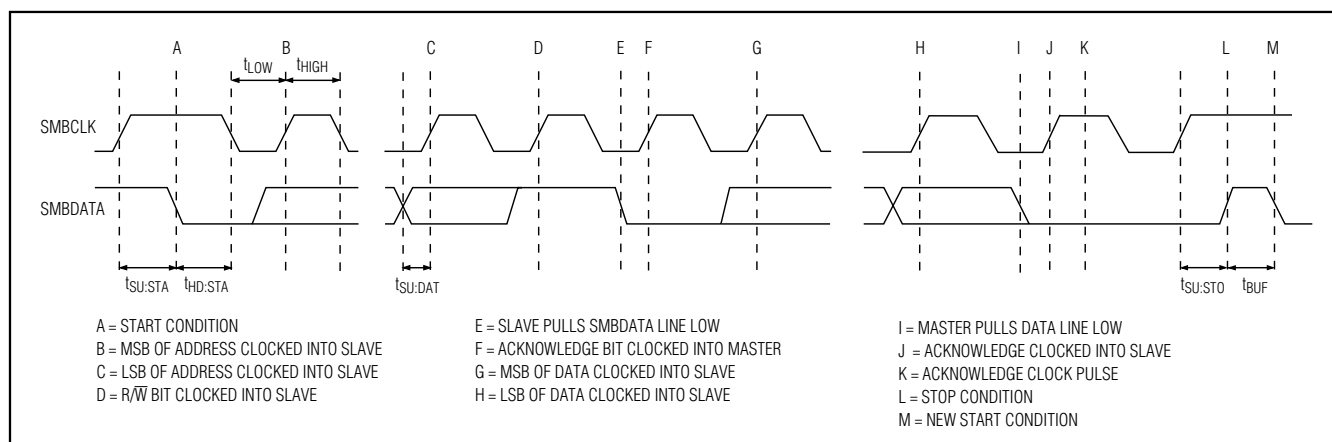 A B C D E F G H I J K L M
tLOW tHIGH
SMBCLK
SMBDATA
tSU:STA tHD:STA tSU:DAT tSU:STO tBUF
A = START CONDITION
B = MSB OF ADDRESS CLOCKED INTO SLAVE
C = LSB OF ADDRESS CLOCKED INTO SLAVE
D = R/W̅ BIT CLOCKED INTO SLAVE
E = SLAVE PULLS SMBDATA LINE LOW
F = ACKNOWLEDGE BIT CLOCKED INTO MASTER
G = MSB OF DATA CLOCKED INTO SLAVE
H = LSB OF DATA CLOCKED INTO SLAVE
I = MASTER PULLS DATA LINE LOW
J = ACKNOWLEDGE CLOCKED INTO SLAVE
K = ACKNOWLEDGE CLOCK PULSE
L = STOP CONDITION
M = NEW START CONDITION